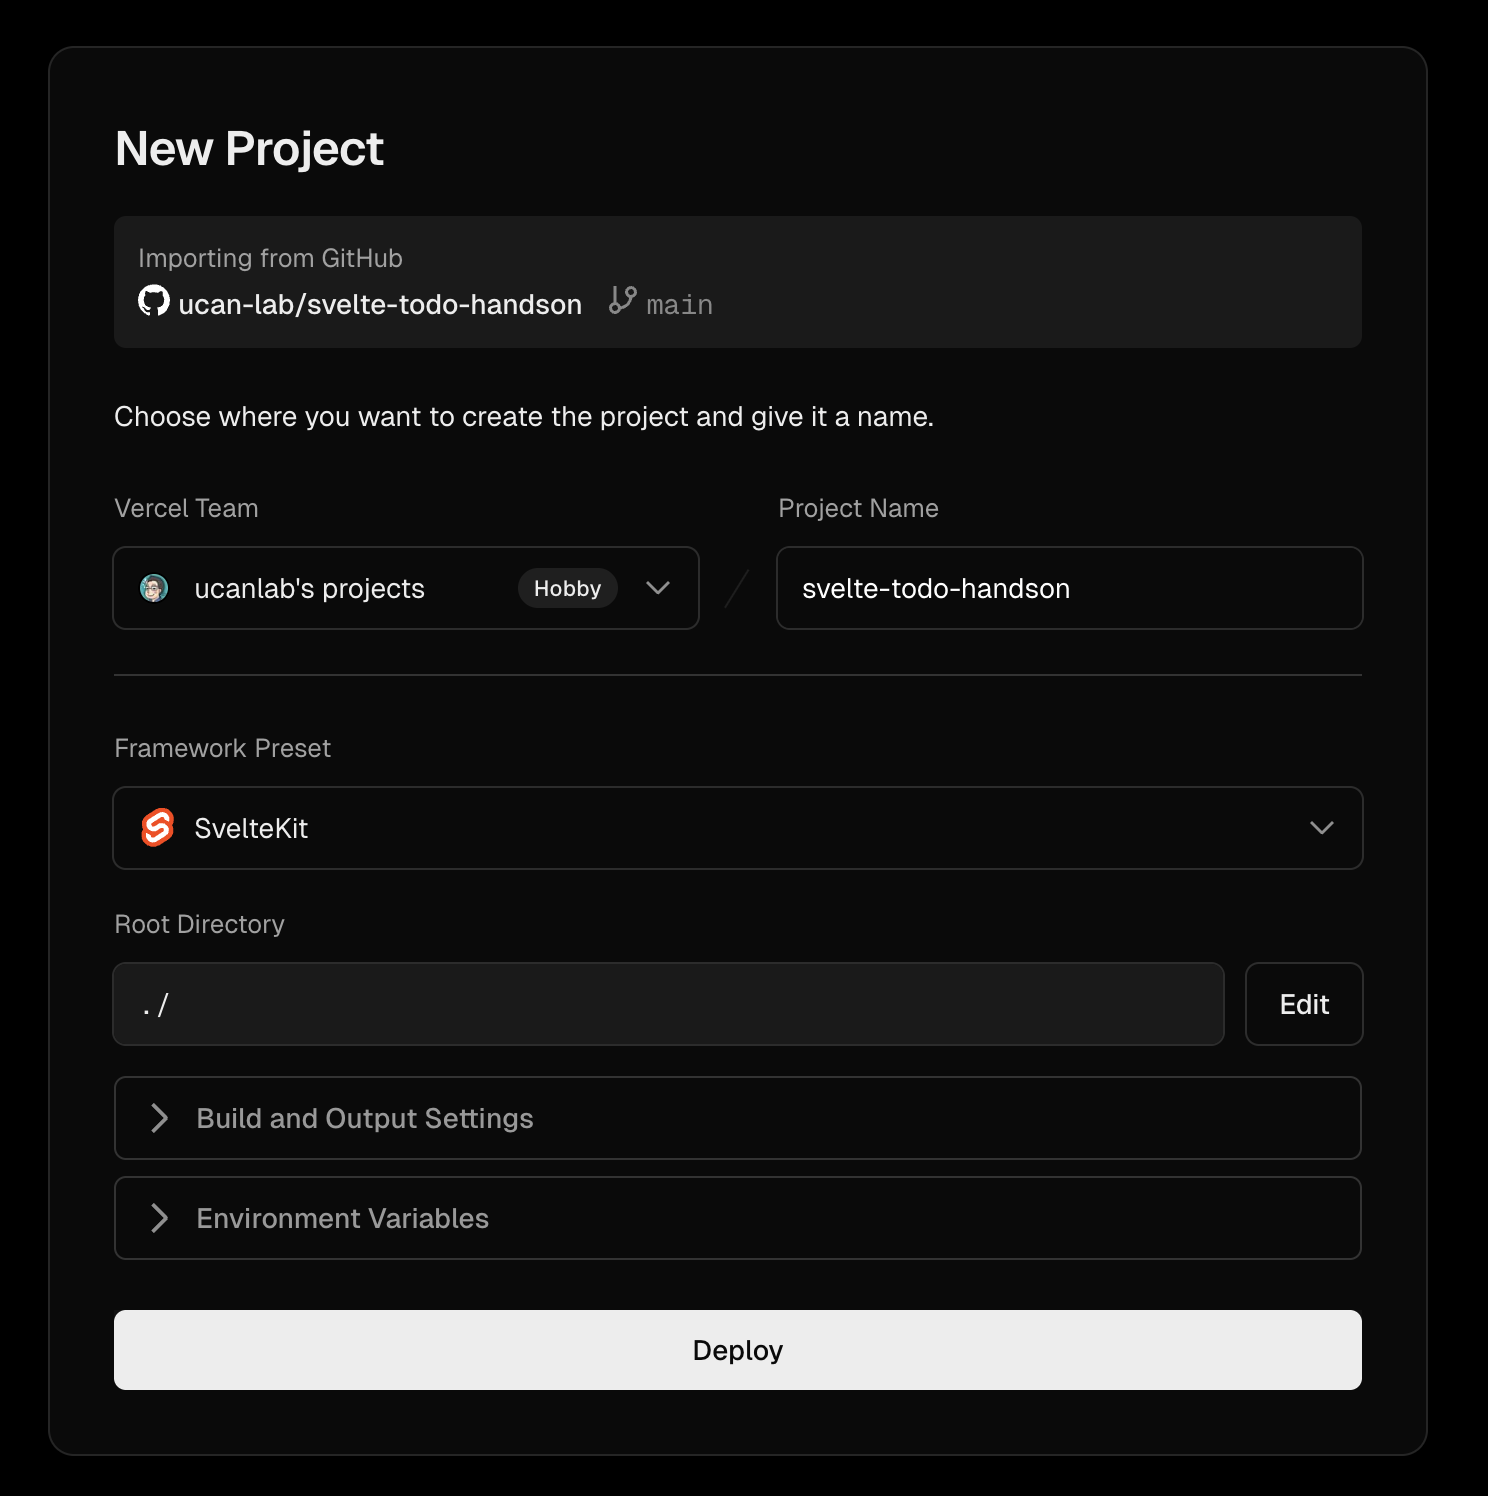 New Project
Importing from GitHub
ucan-lab/svelte-todo-handson main
Choose where you want to create the project and give it a name.
Vercel Team
Project Name
ucanlab's projects Hobby
/
svelte-todo-handson
Framework Preset
SvelteKit
Root Directory
./
Edit
Build and Output Settings
Environment Variables
Deploy